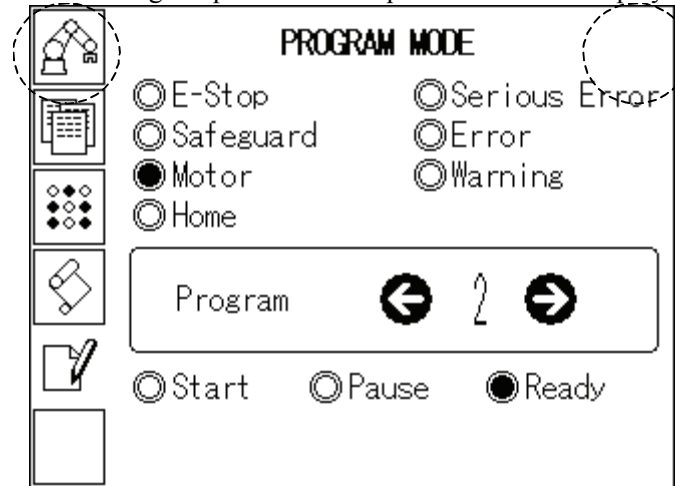 PROGRAM MODE
E-Stop Serious Error
Safeguard Error
Motor Warning
Home
Program 2
Start Pause Ready